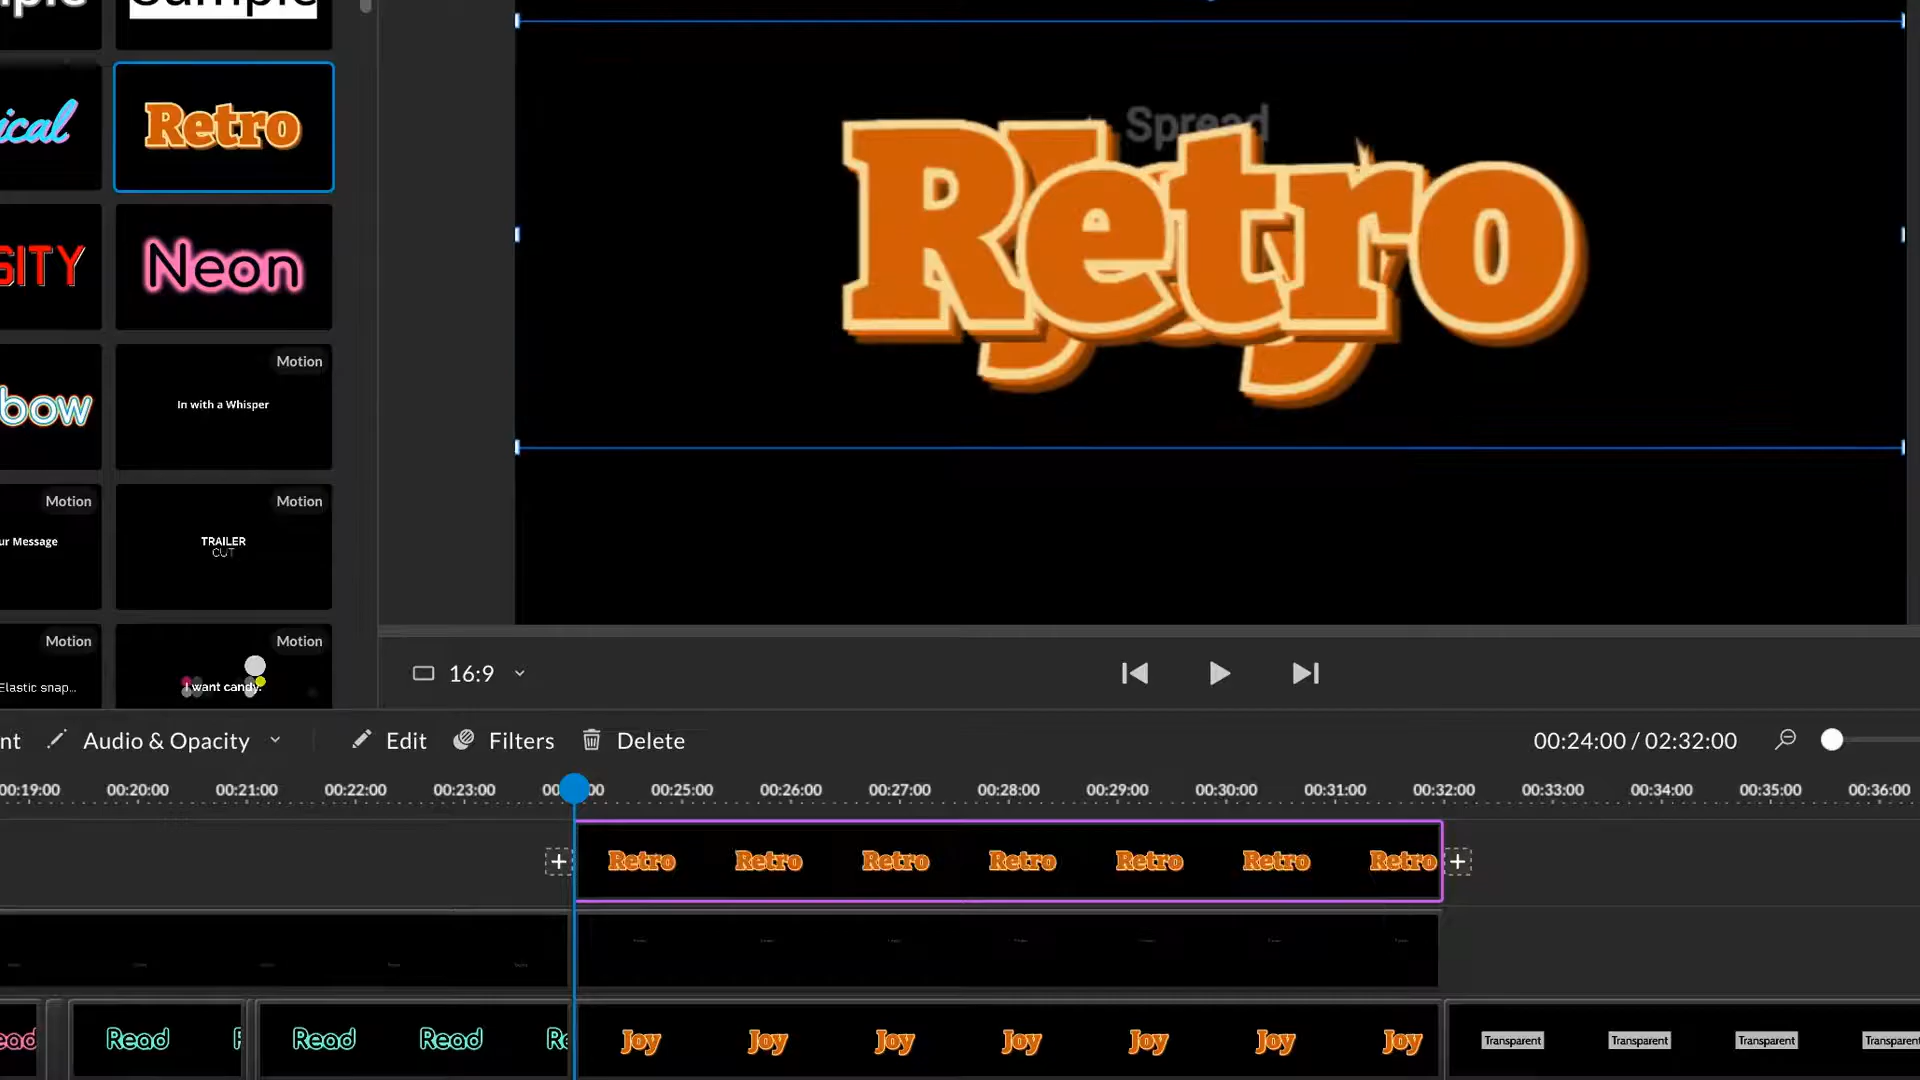 Retro
ical
SITY
Neon
bow
Motion
In with a Whisper
Motion
ur Message
Motion
TRAILER
CUT
Motion
Elastic snap...
Motion
I want candy.
Spread
Retro
16:9
nt
Audio & Opacity
Edit
Filters
Delete
00:24:00 / 02:32:00
00:19:00 00:20:00 00:21:00 00:22:00 00:23:00 00:25:00 00:26:00 00:27:00 00:28:00 00:29:00 00:30:00 00:31:00 00:32:00 00:33:00 00:34:00 00:35:00 00:36:00
Retro Retro Retro Retro Retro Retro Retro
ead Read Read Read Joy Joy Joy Joy Joy Joy Joy Transparent Transparent Transparent Transparent